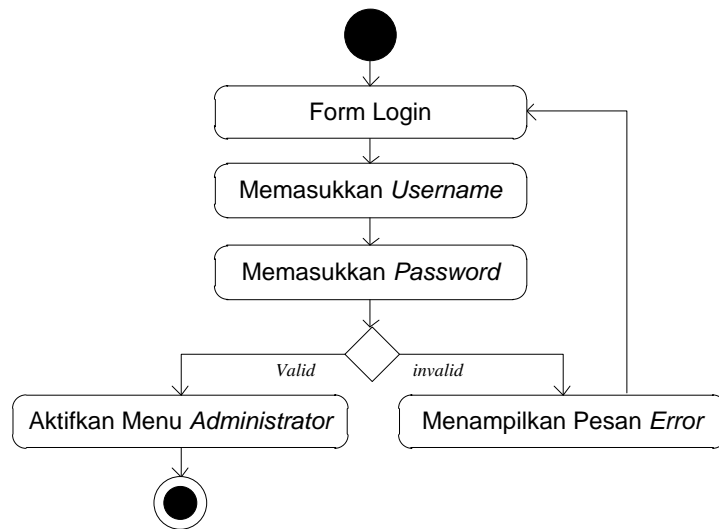 Form Login
Memasukkan Username
Memasukkan Password
Valid
invalid
Aktifkan Menu Administrator
Menampilkan Pesan Error